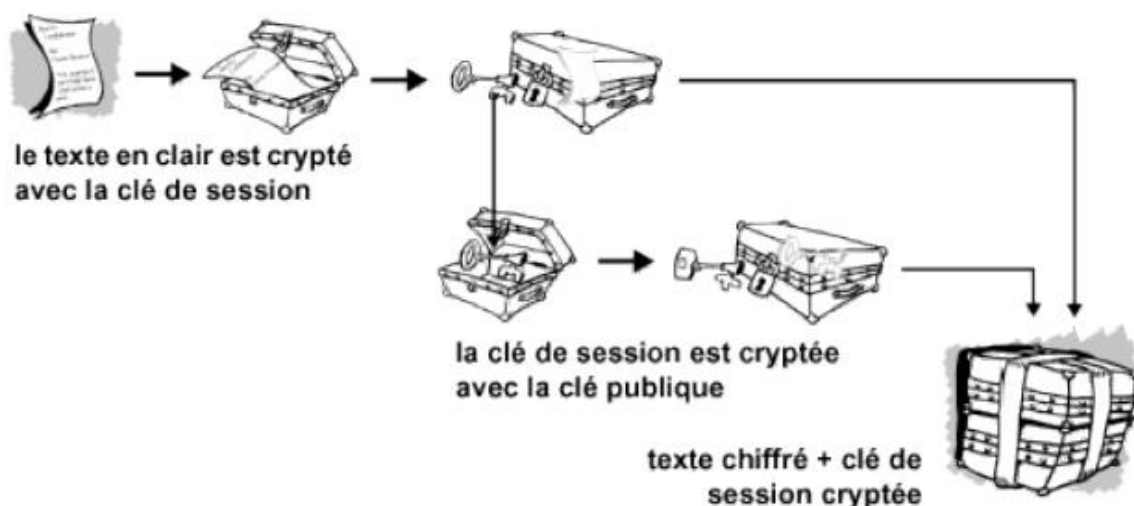 le texte en clair est crypté
avec la clé de session
la clé de session est cryptée
avec la clé publique
texte chiffré + clé de
session cryptée